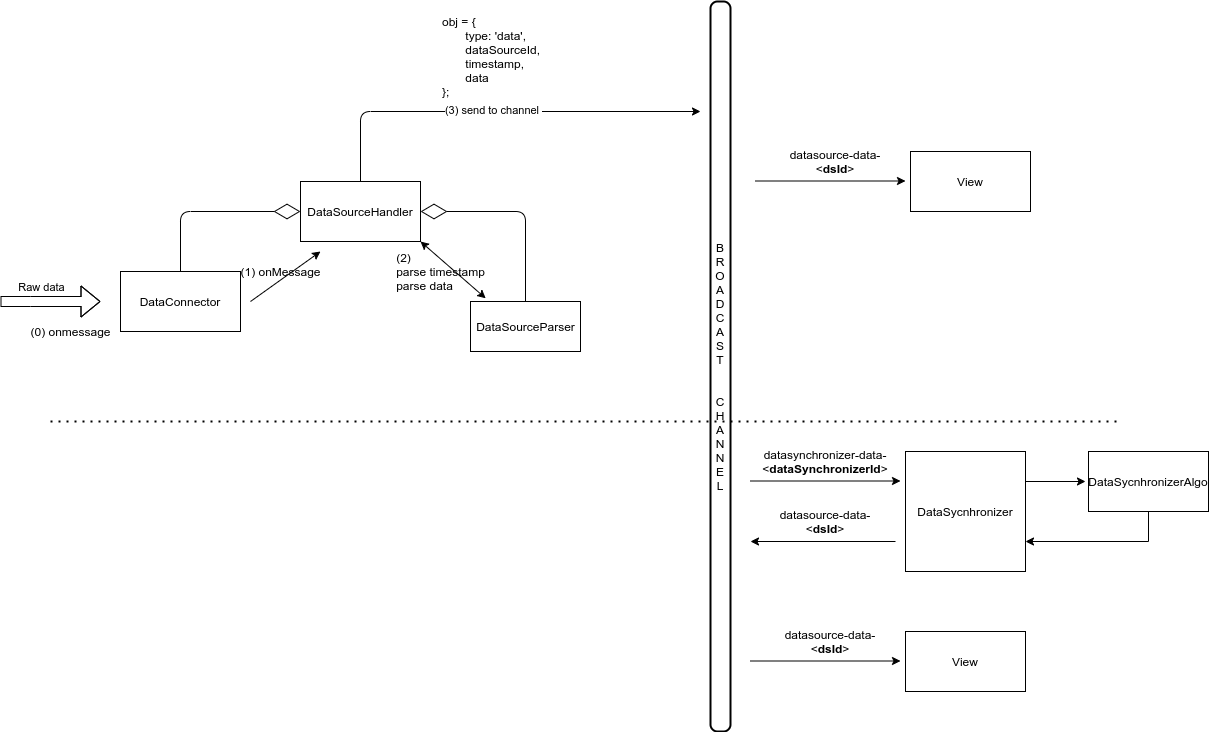 obj = {
type: 'data',
dataSourceId,
timestamp,
data
};
(3) send to channel
datasource-data-
<dsId>
View
DataSourceHandler
(1) onMessage
(2)
parse timestamp
parse data
Raw data
DataConnector
(0) onmessage
DataSourceParser
BROADCAST
CHANNEL
datasynchronizer-data-
<dataSynchronizerId>
DataSycnhronizer
DataSycnhronizerAlgo
datasource-data-
<dsId>
datasource-data-
<dsId>
View